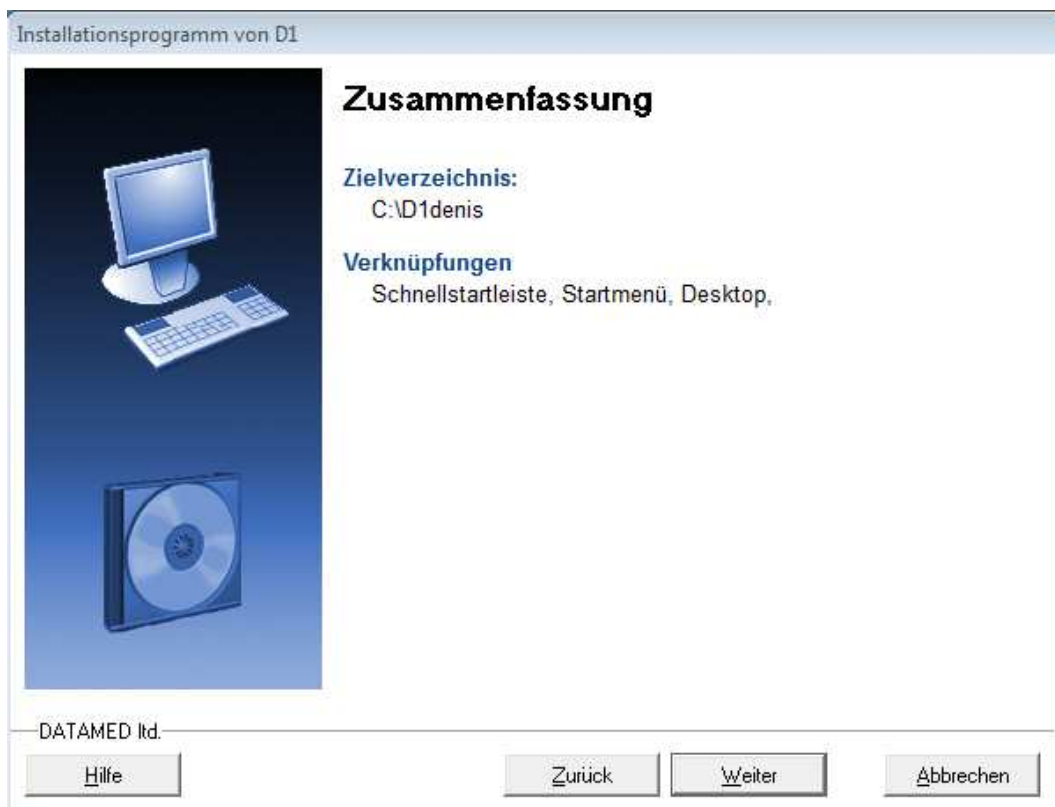 Installationsprogramm von D1
Zusammenfassung
Zielverzeichnis:
C:\D1denis
Verknüpfungen
Schnellstartleiste, Startmenü, Desktop,
DATAMED ltd.
Hilfe
Zurück
Weiter
Abbrechen